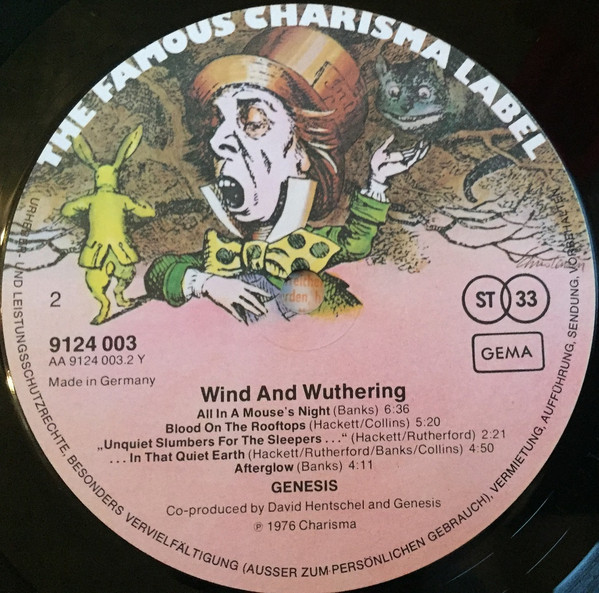 THE FAMOUS CHARISMA LABEL
2
ST 33
GEMA
9124 003
AA 9124 003.2 Y
Made in Germany
Wind And Wuthering
All In A Mouse's Night (Banks) 6:36
Blood On The Rooftops (Hackett/Collins) 5:20
„Unquiet Slumbers For The Sleepers ..." (Hackett/Rutherford) 2:21
... In That Quiet Earth (Hackett/Rutherford/Banks/Collins) 4:50
Afterglow (Banks) 4:11
GENESIS
Co-produced by David Hentschel and Genesis
℗ 1976 Charisma
URHEBER- UND LEISTUNGSSCHUTZRECHTE, BESONDERS VERVIELFÄLTIGUNG (AUSSER ZUM PERSÖNLICHEN GEBRAUCH), VERMIETUNG, AUFFÜHRUNG, SENDUNG, VORBEHALTEN